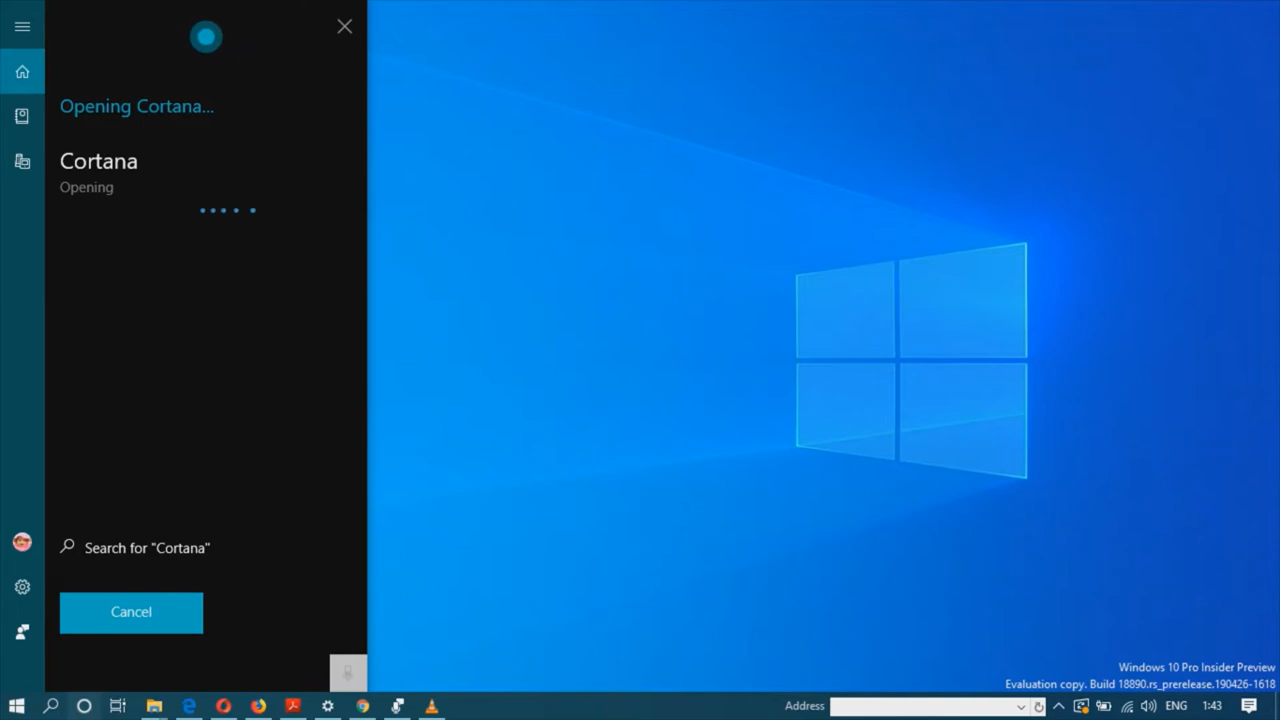 Opening Cortana...
Cortana
Opening
Search for "Cortana"
Cancel
Windows 10 Pro Insider Preview
Evaluation copy. Build 18890.rs_prerelease.190426-1618
Address
ENG
1:43